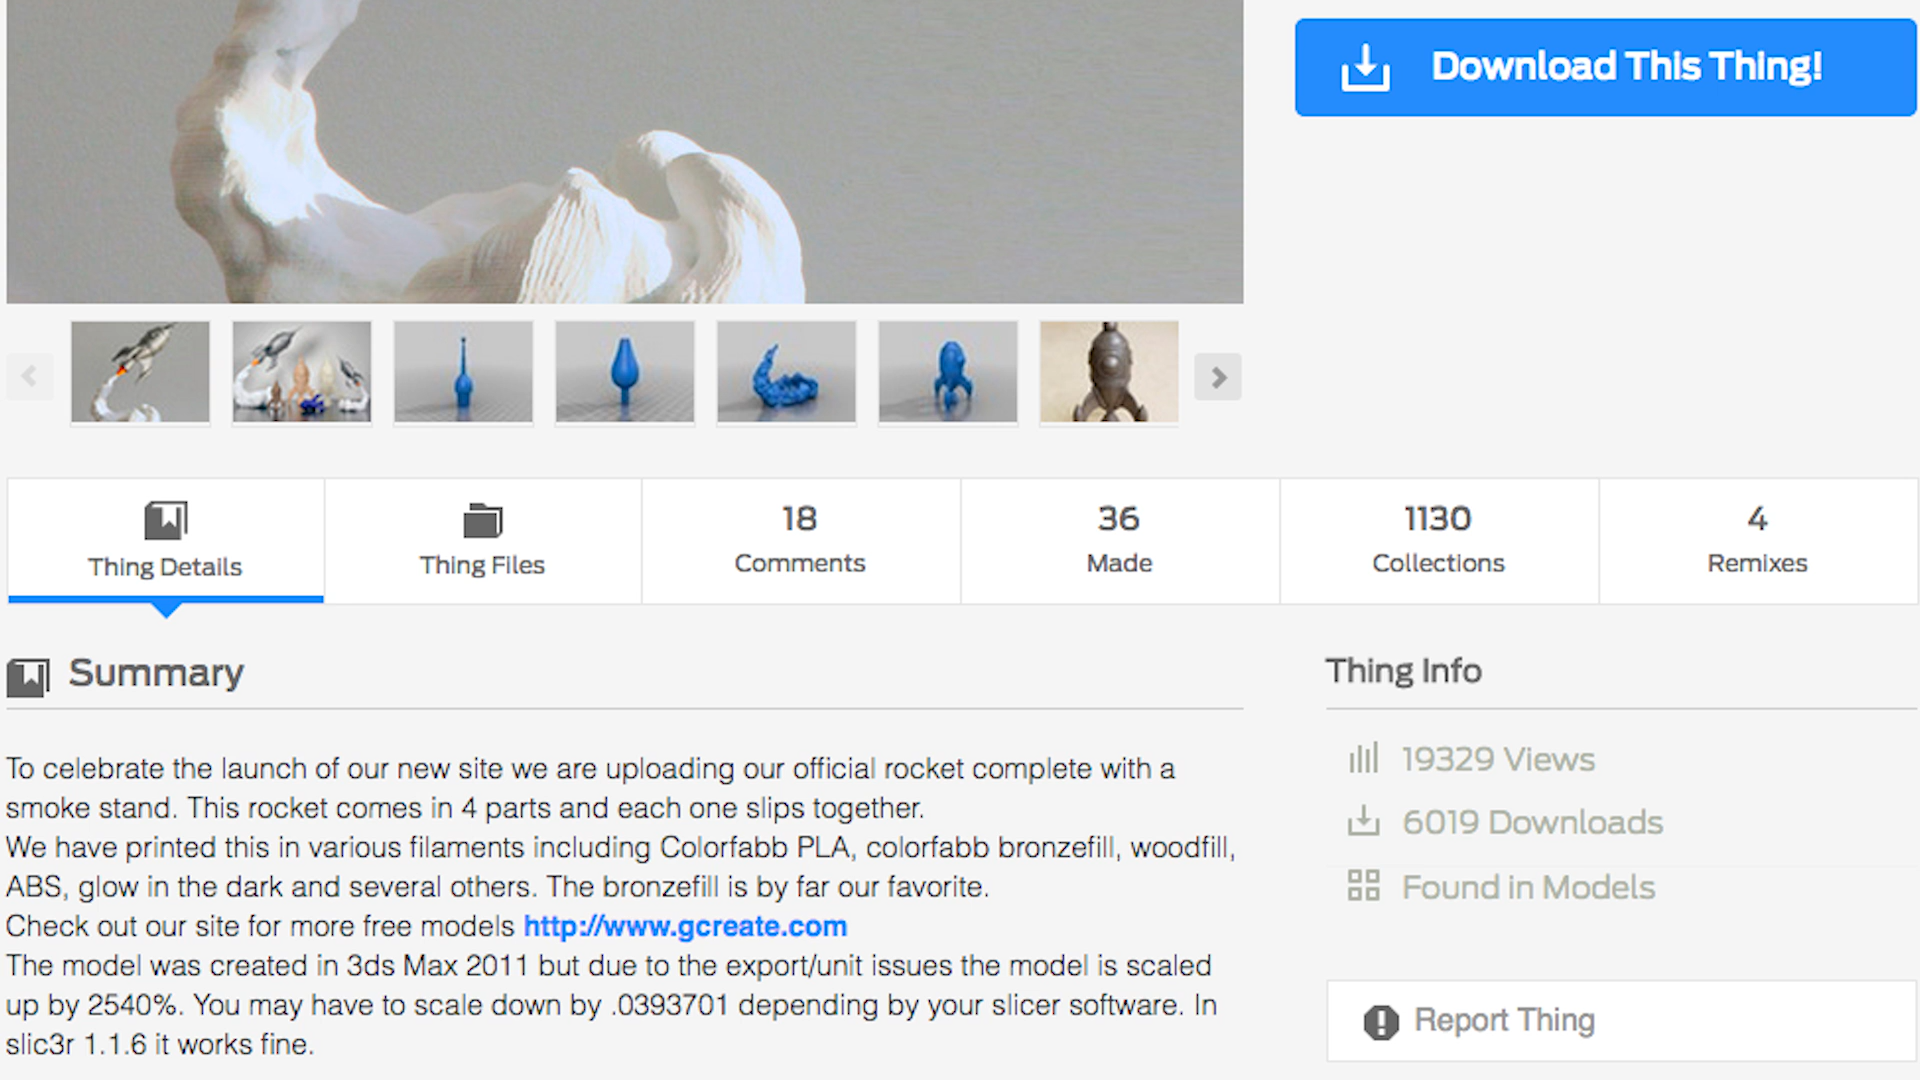 Download This Thing!
Thing Details
Thing Files
18
Comments
36
Made
1130
Collections
4
Remixes
Summary
To celebrate the launch of our new site we are uploading our official rocket complete with a
smoke stand. This rocket comes in 4 parts and each one slips together.
We have printed this in various filaments including Colorfabb PLA, colorfabb bronzefill, woodfill,
ABS, glow in the dark and several others. The bronzefill is by far our favorite.
Check out our site for more free models http://www.gcreate.com
The model was created in 3ds Max 2011 but due to the export/unit issues the model is scaled
up by 2540%. You may have to scale down by .0393701 depending by your slicer software. In
slic3r 1.1.6 it works fine.
Thing Info
19329 Views
6019 Downloads
Found in Models
Report Thing